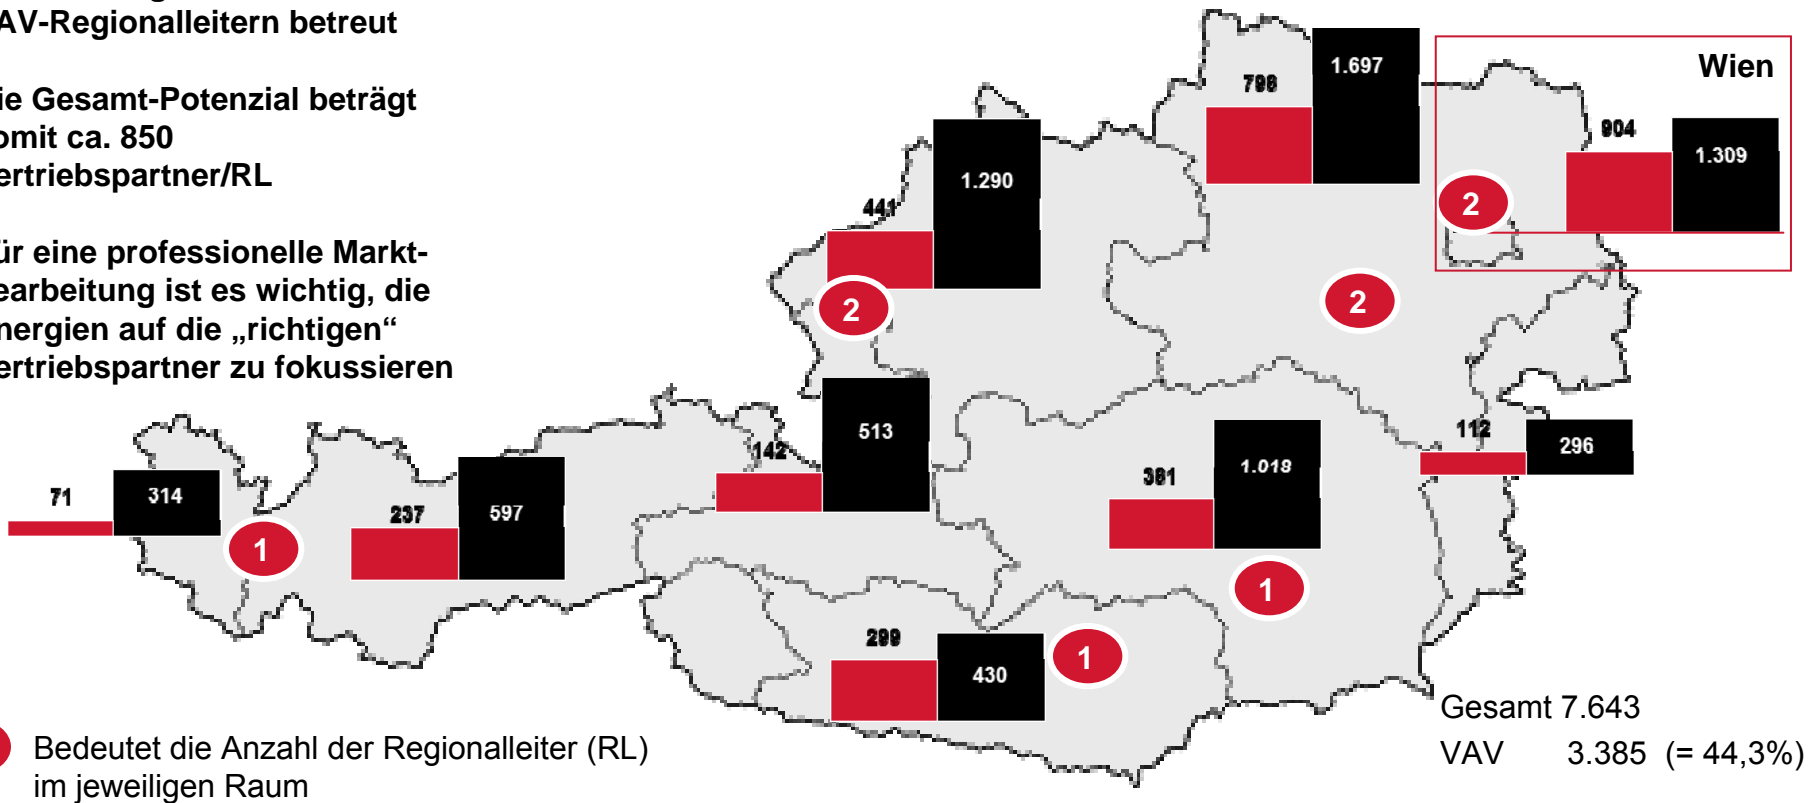 AV-Regionalleitern betreut
ie Gesamt-Potenzial beträgt
omit ca. 850
ertriebspartner/RL
ür eine professionelle Markt-
earbeitung ist es wichtig, die
nergien auf die „richtigen“
ertriebspartner zu fokussieren
Wien
798
1.697
904
1.309
2
441
1.290
2
2
142
513
112
296
71
314
1
237
597
381
1.018
1
299
430
1
Gesamt 7.643
VAV 3.385 (= 44,3%)
Bedeutet die Anzahl der Regionalleiter (RL)
im jeweiligen Raum